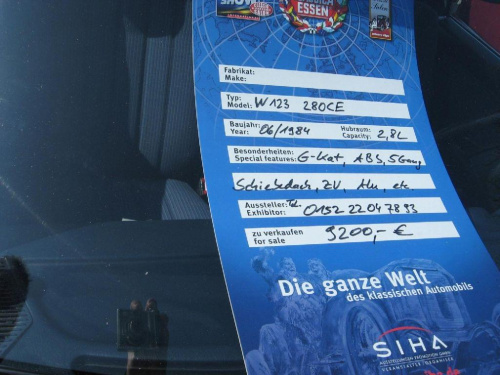 SHOW
ESSEN
Fabrikat:
Make:
Typ:
Model: W123 280CE
Baujahr: Hubraum:
Year: 06/1984 Capacity: 2,8L
Besonderheiten:
Special features: G-Kat, ABS, 5Gang,
Schiebedach, ZV, Alu, etc
Aussteller: Tel.
Exhibitor: 0152 22047893
zu verkaufen
for sale 9200,- €
Die ganze Welt
des klassischen Automobils
SIHA